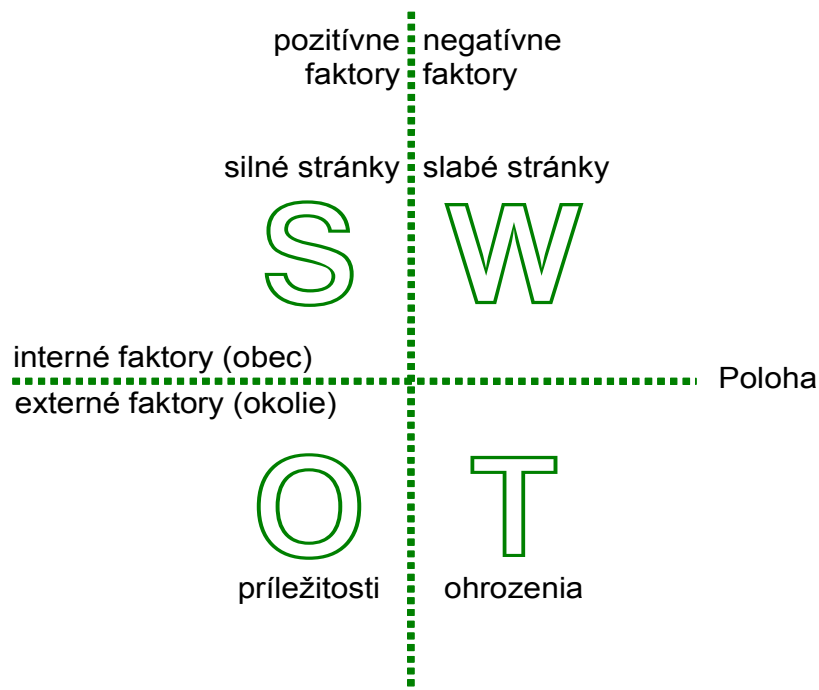 pozitívne negatívne
faktory faktory
silné stránky slabé stránky
S W
interné faktory (obec)
Poloha
externé faktory (okolie)
O T
príležitosti ohrozenia